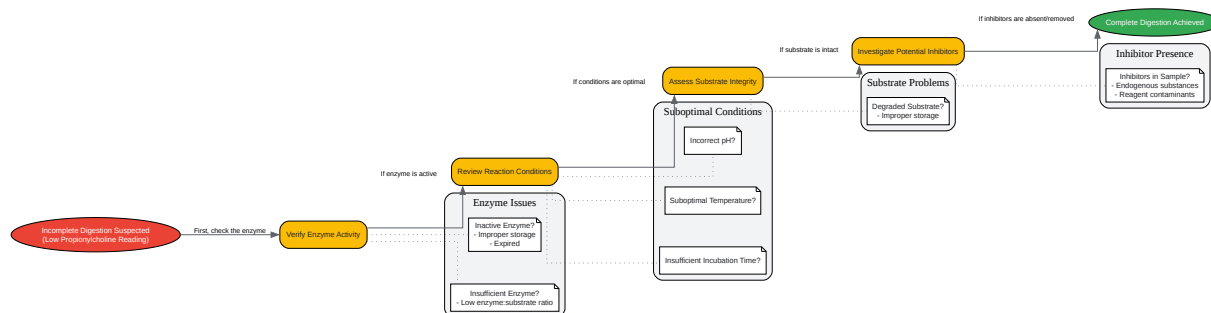 Incomplete Digestion Suspected
(Low Propionylcholine Reading)
First, check the enzyme
Verify Enzyme Activity
If enzyme is active
Review Reaction Conditions
Enzyme Issues
Inactive Enzyme?
- Improper storage
- Expired
Insufficient Enzyme?
- Low enzyme:substrate ratio
If conditions are optimal
Assess Substrate Integrity
Suboptimal Conditions
Incorrect pH?
Suboptimal Temperature?
Insufficient Incubation Time?
If substrate is intact
Investigate Potential Inhibitors
Substrate Problems
Degraded Substrate?
- Improper storage
If inhibitors are absent/removed
Complete Digestion Achieved
Inhibitor Presence
Inhibitors in Sample?
- Endogenous substances
- Reagent contaminants